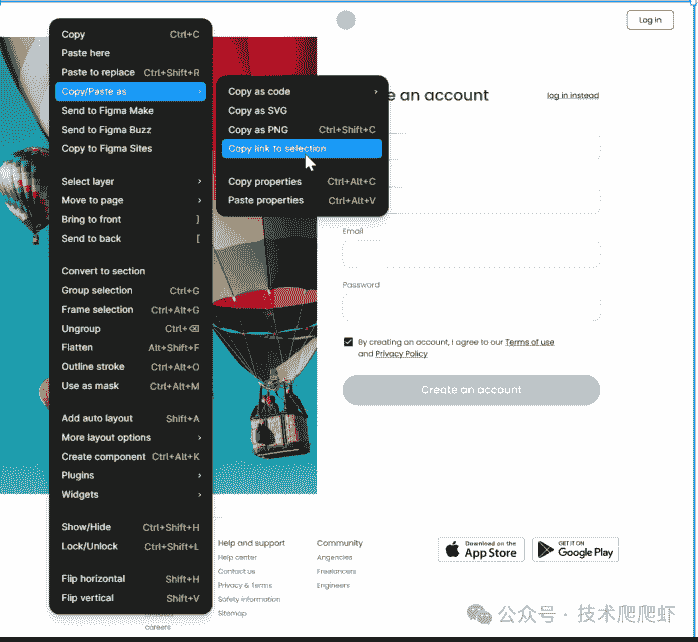 Log in
Copy Ctrl+C
Paste here
Paste to replace Ctrl+Shift+R
Copy/Paste as
Send to Figma Make
Send to Figma Buzz
Copy to Figma Sites
Select layer
Move to page
Bring to front ]
Send to back [
Convert to section
Group selection Ctrl+G
Frame selection Ctrl+Alt+G
Ungroup Ctrl+⌫
Flatten Alt+Shift+F
Outline stroke Ctrl+Alt+O
Use as mask Ctrl+Alt+M
Add auto layout Shift+A
More layout options
Create component Ctrl+Alt+K
Plugins
Widgets
Show/Hide Ctrl+Shift+H
Lock/Unlock Ctrl+Shift+L
Flip horizontal Shift+H
Flip vertical Shift+V
Copy as code
Copy as SVG
Copy as PNG Ctrl+Shift+C
Copy link to selection
Copy properties Ctrl+Alt+C
Paste properties Ctrl+Alt+V
an account
log in instead
Email
Password
By creating an account, I agree to our Terms of use
and Privacy Policy
Create an account
careers
Help and support
Help center
Contact us
Privacy & Terms
Safety information
Sitemap
Community
Angencies
Freelancers
Engineers
Download on the
App Store
GET IT ON
Google Play
公众号 · 技术爬爬虾